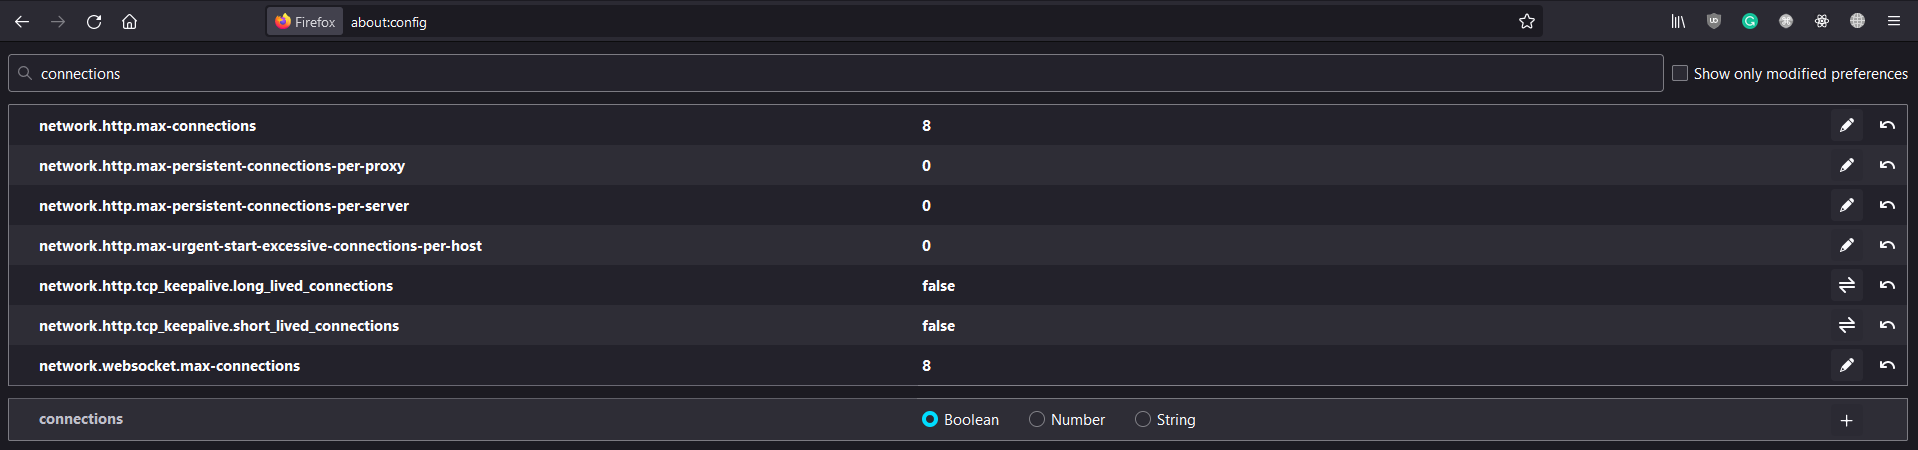 Firefox about:config
connections
Show only modified preferences
network.http.max-connections 8
network.http.max-persistent-connections-per-proxy 0
network.http.max-persistent-connections-per-server 0
network.http.max-urgent-start-excessive-connections-per-host 0
network.http.tcp_keepalive.long_lived_connections false
network.http.tcp_keepalive.short_lived_connections false
network.websocket.max-connections 8
connections Boolean Number String